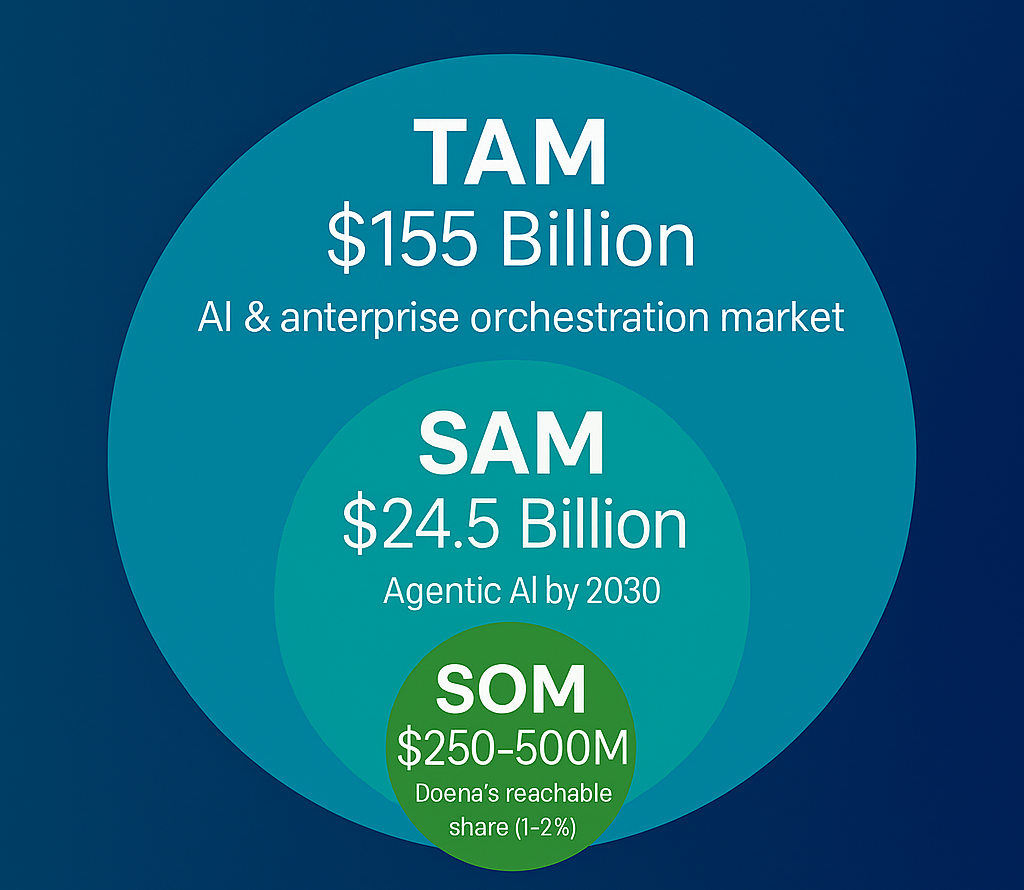 TAM
$155 Billion
AI & anterprise orchestration market
SAM
$24.5 Billion
Agentic AI by 2030
SOM
$250–500M
Doena's reachable
share (1–2%)